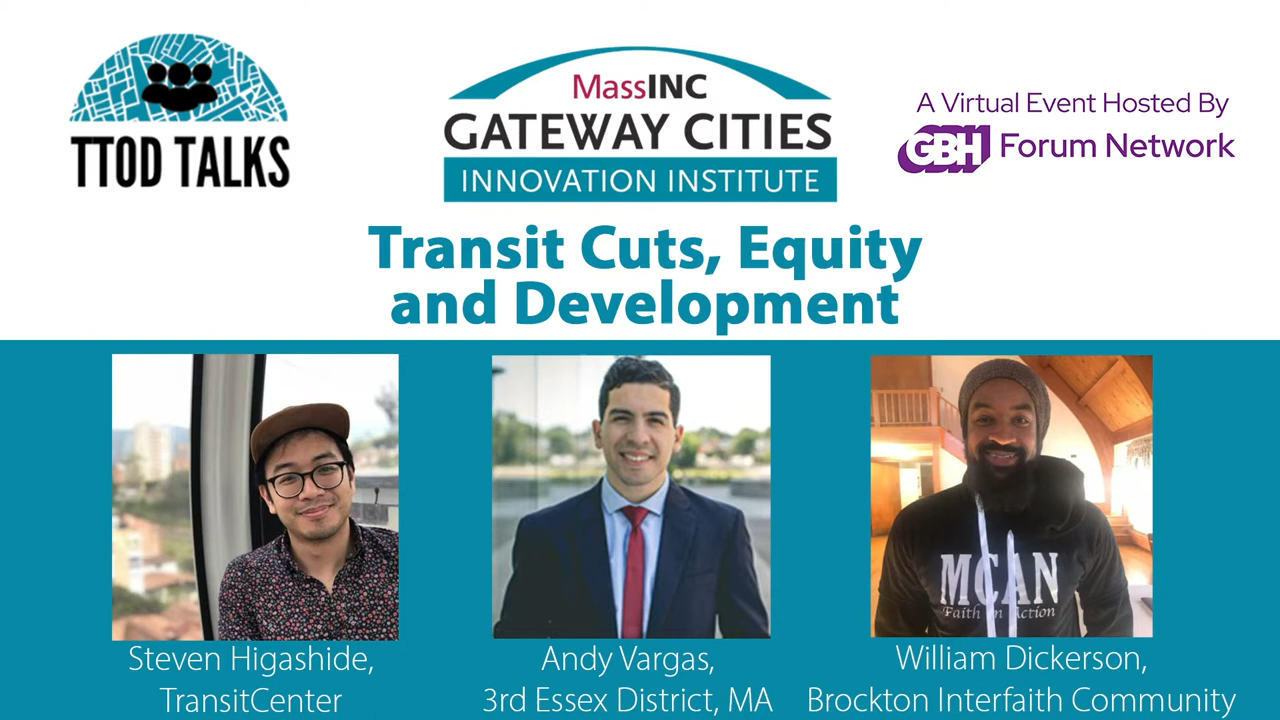 TTOD TALKS
MassINC
GATEWAY CITIES
INNOVATION INSTITUTE
A Virtual Event Hosted By
GBH Forum Network
Transit Cuts, Equity
and Development
MCAN
Faith in Action
Steven Higashide,
TransitCenter
Andy Vargas,
3rd Essex District, MA
William Dickerson,
Brockton Interfaith Community